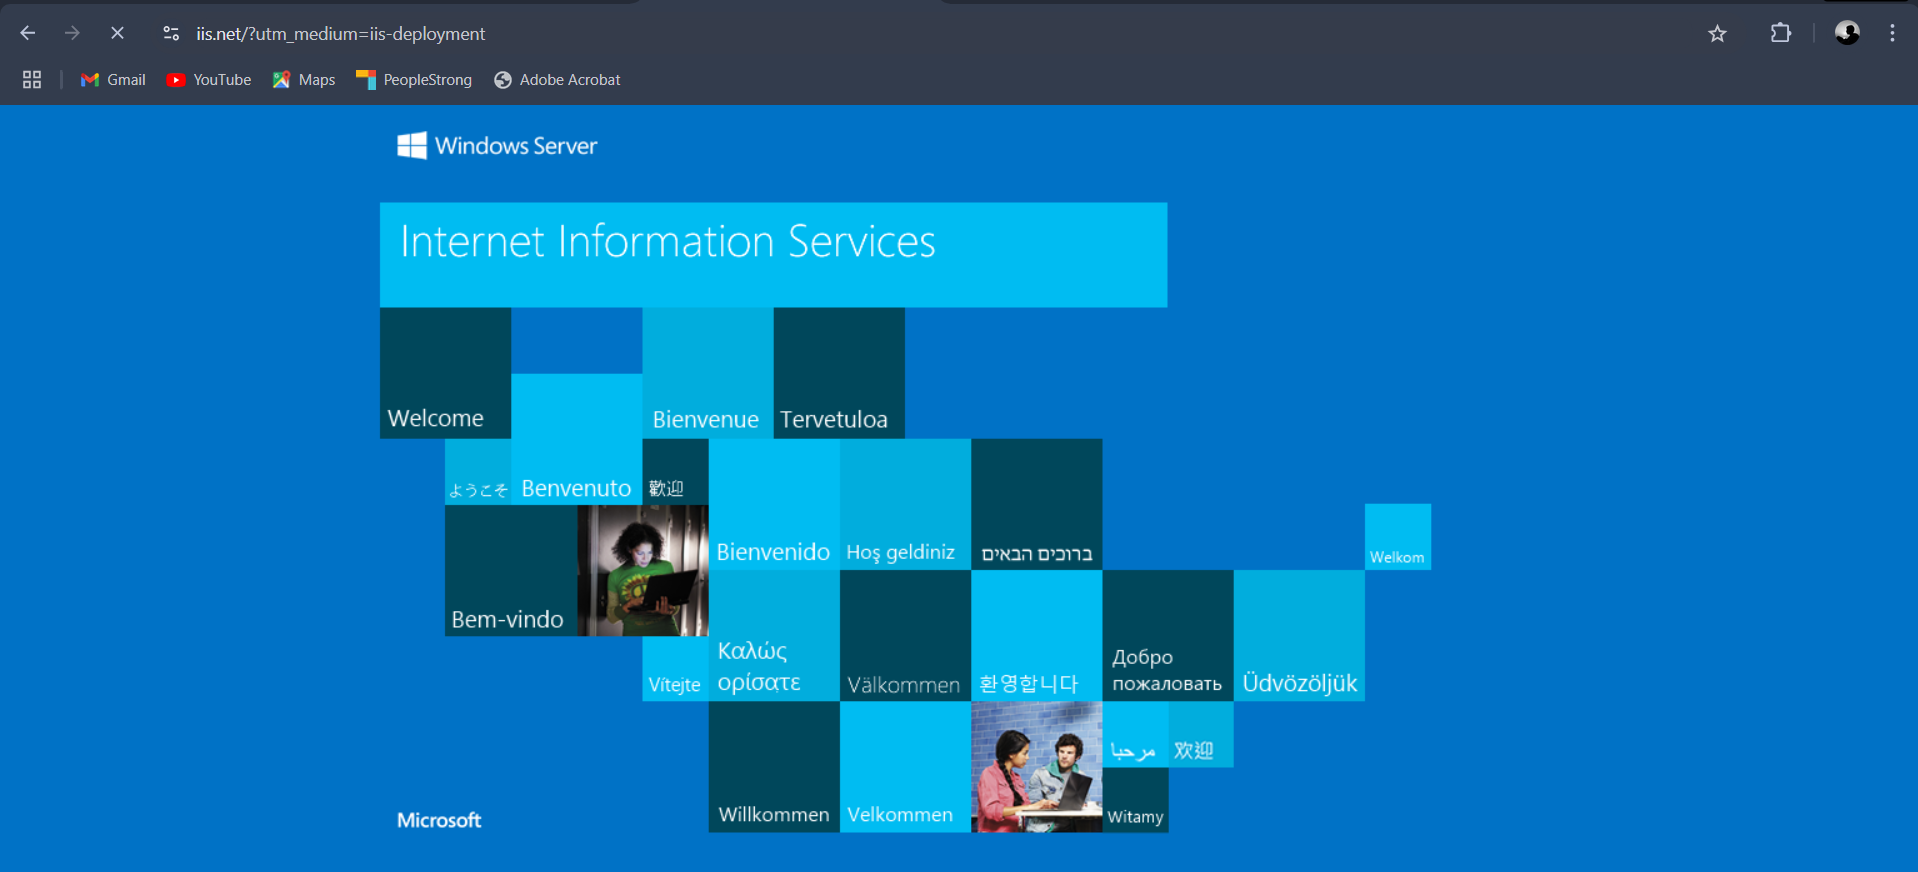 iis.net/?utm_medium=iis-deployment
Gmail YouTube Maps PeopleStrong Adobe Acrobat
Windows Server
Internet Information Services
Welcome
Bienvenue
Tervetuloa
ようこそ
Benvenuto
歡迎
Bienvenido
Hoş geldiniz
ברוכים הבאים
Welkom
Bem-vindo
Vítejte
Καλώς
ορίσατε
Välkommen
환영합니다
Добро
пожаловать
Üdvözöljük
مرحبا
欢迎
Willkommen
Velkommen
Witamy
Microsoft